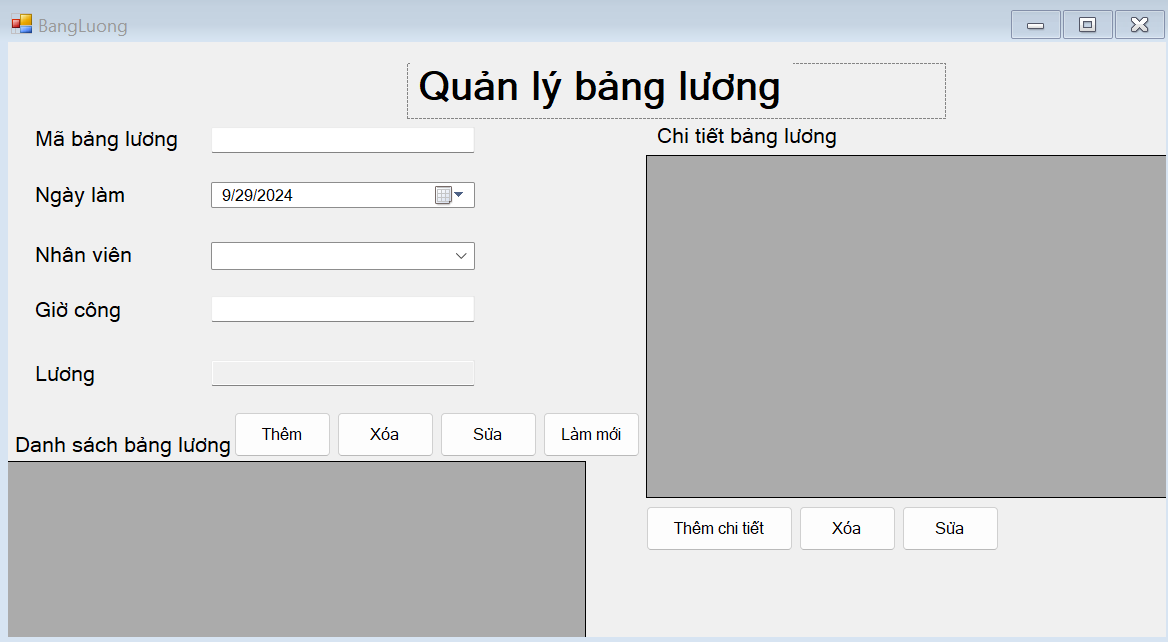 BangLuong
Quản lý bảng lương
Mã bảng lương
Chi tiết bảng lương
Ngày làm
9/29/2024
Nhân viên
Giờ công
Lương
Danh sách bảng lương
Thêm
Xóa
Sửa
Làm mới
Thêm chi tiết
Xóa
Sửa